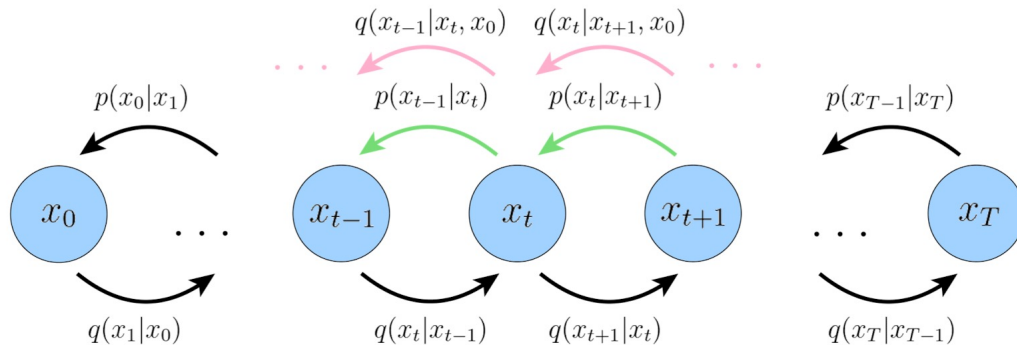 q(x_{t-1}|x_t, x_0) q(x_t|x_{t+1}, x_0)
. . . . . .
p(x_0|x_1) p(x_{t-1}|x_t) p(x_t|x_{t+1}) p(x_{T-1}|x_T)
x_0 . . . x_{t-1} x_t x_{t+1} . . . x_T
q(x_1|x_0) q(x_t|x_{t-1}) q(x_{t+1}|x_t) q(x_T|x_{T-1})